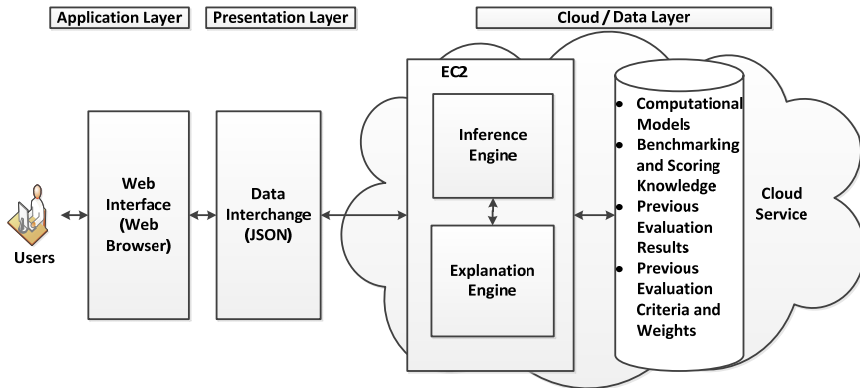 Application Layer
Presentation Layer
Cloud / Data Layer
Users
Web
Interface
(Web
Browser)
Data
Interchange
(JSON)
EC2
Inference
Engine
Explanation
Engine
• Computational
Models
• Benchmarking
and Scoring
Knowledge
• Previous
Evaluation
Results
• Previous
Evaluation
Criteria and
Weights
Cloud
Service